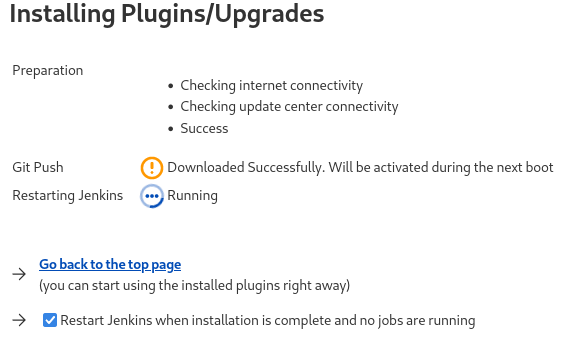 Installing Plugins/Upgrades
Preparation
Checking internet connectivity
Checking update center connectivity
Success
Git Push Downloaded Successfully. Will be activated during the next boot
Restarting Jenkins Running
Go back to the top page
(you can start using the installed plugins right away)
Restart Jenkins when installation is complete and no jobs are running